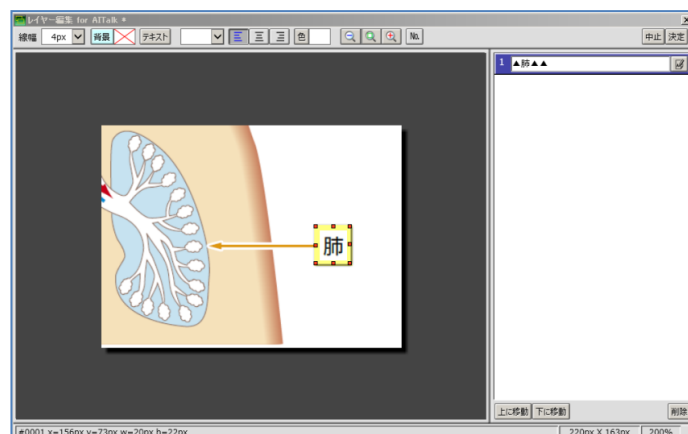 レイヤー編集 for AITalk *
線幅 4px 背景 テキスト 色 No. 中止 決定
1 ▲肺▲▲
肺
上に移動 下に移動 削除
#0001 x=156px y=73px w=20px h=22px 220px X 163px 200%